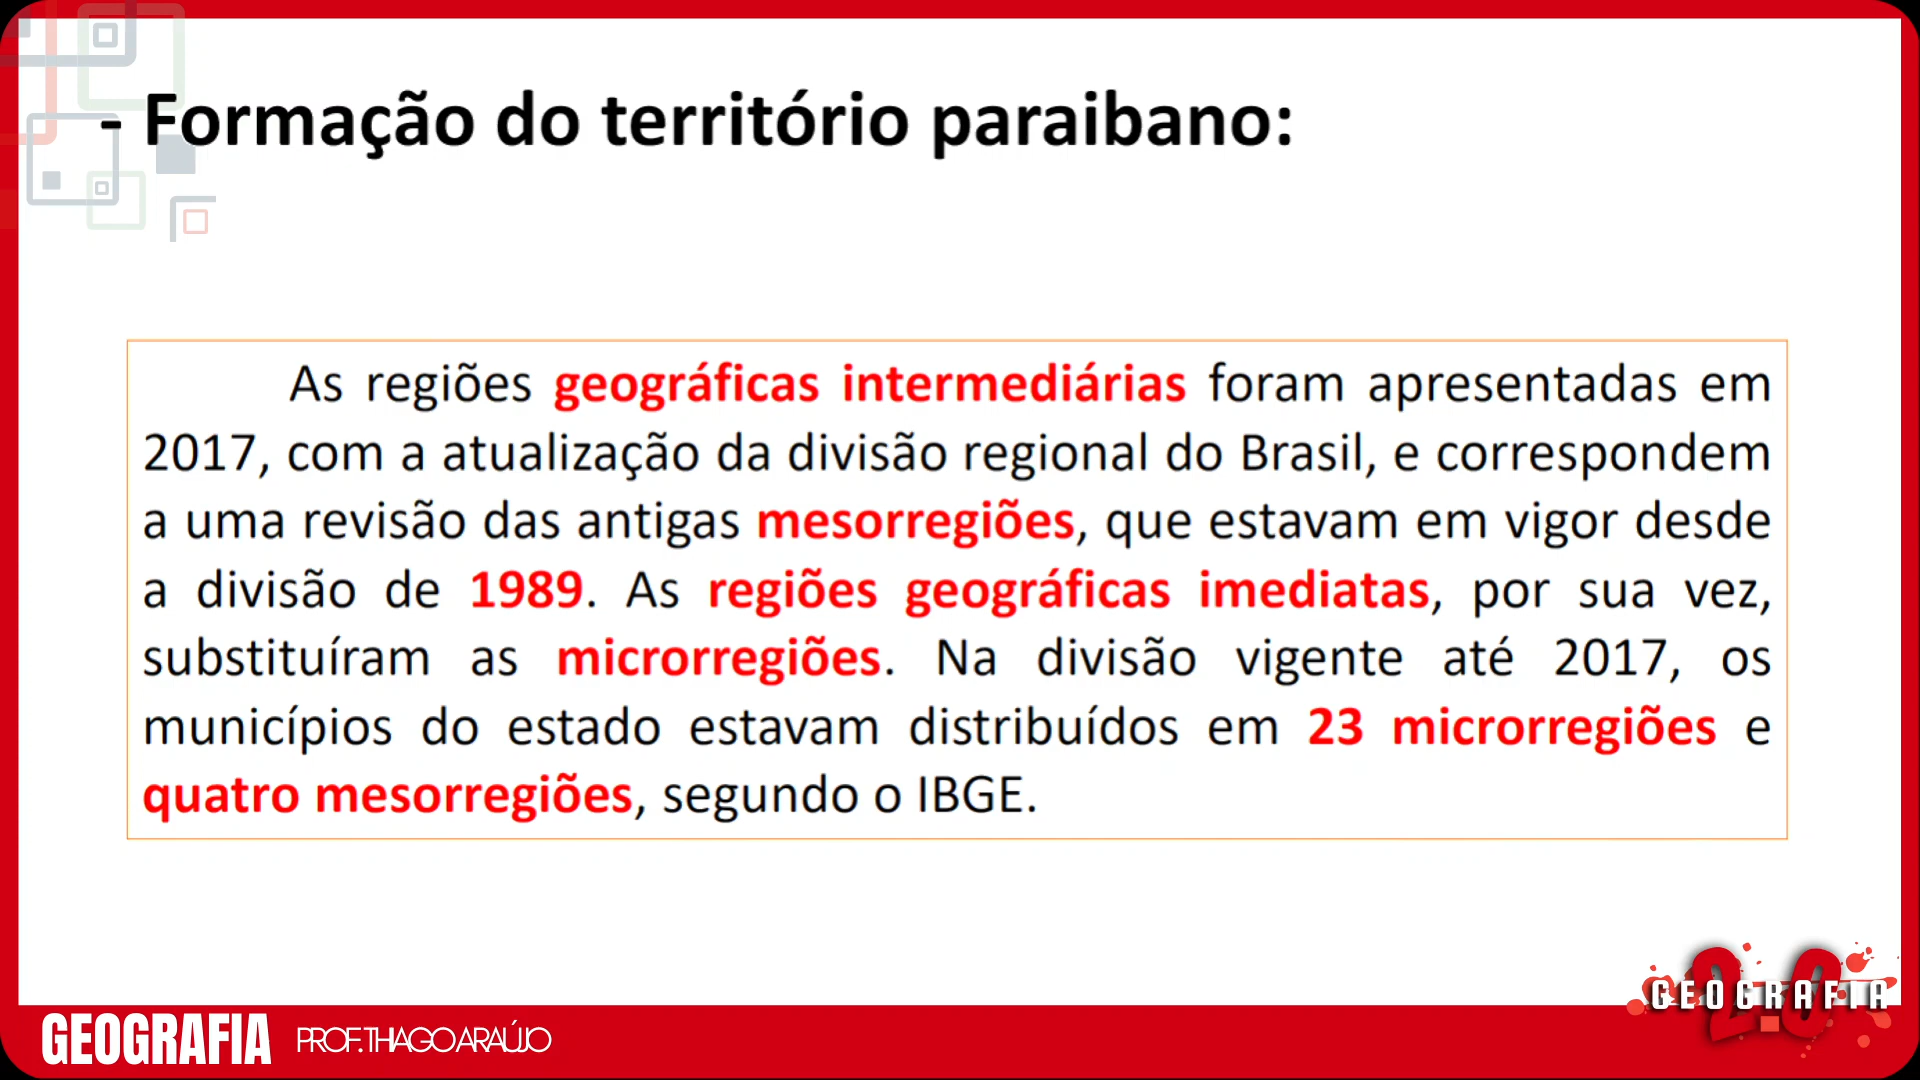 - Formação do território paraibano:
As regiões geográficas intermediárias foram apresentadas em
2017, com a atualização da divisão regional do Brasil, e correspondem
a uma revisão das antigas mesorregiões, que estavam em vigor desde
a divisão de 1989. As regiões geográficas imediatas, por sua vez,
substituíram as microrregiões. Na divisão vigente até 2017, os
municípios do estado estavam distribuídos em 23 microrregiões e
quatro mesorregiões, segundo o IBGE.
2.0
GEOGRAFIA
GEOGRAFIA PROF. THIAGO ARAÚJO